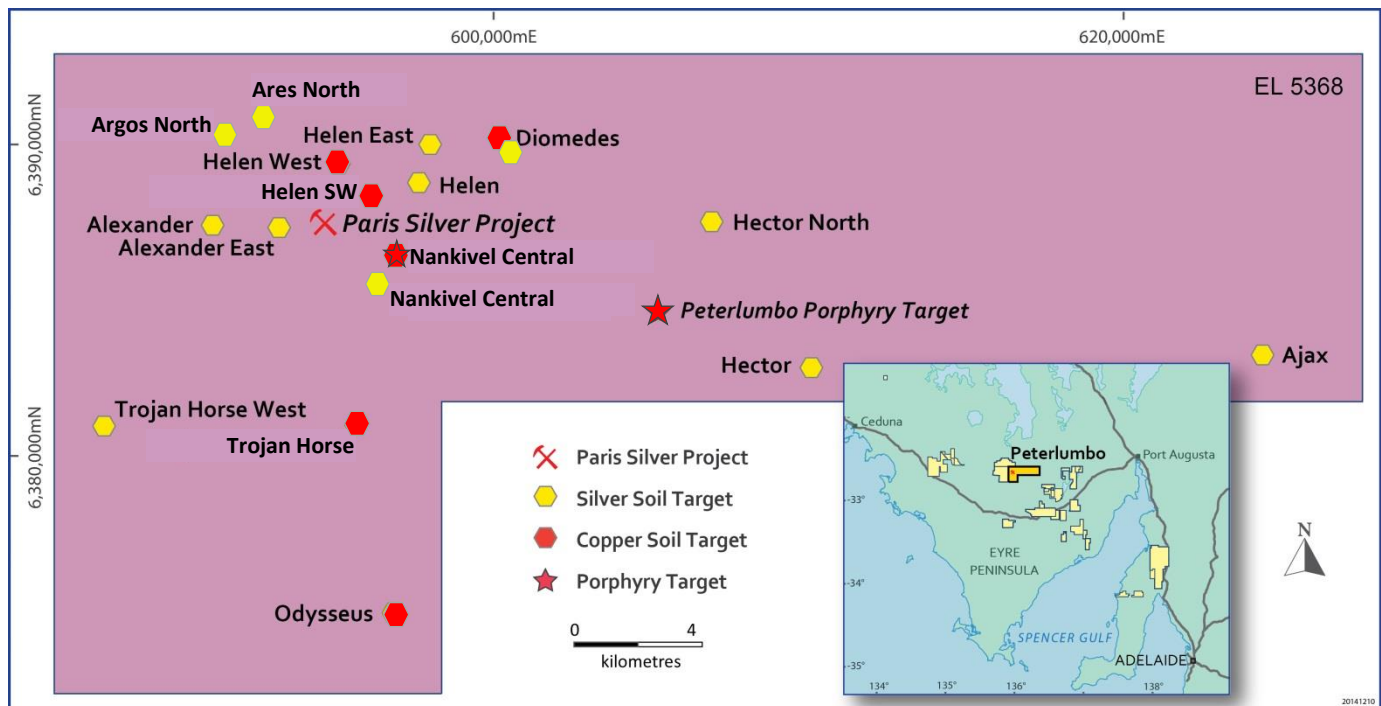 600,000mE
620,000mE
EL 5368
Ares North
Argos North
Helen East
Diomedes
6,390,000mN
Helen West
Helen
Helen SW
Alexander
Paris Silver Project
Hector North
Alexander East
Nankivel Central
Nankivel Central
Peterlumbo Porphyry Target
Hector
Ajax
Trojan Horse West
Trojan Horse
6,380,000mN
Odysseus
Paris Silver Project
Silver Soil Target
Copper Soil Target
Porphyry Target
0 4
kilometres
Ceduna
Peterlumbo
Port Augusta
-33
EYRE
PENINSULA
-34
SPENCER GULF
ADELAIDE
-35
134° 135° 136° 137° 138°
N
20141210